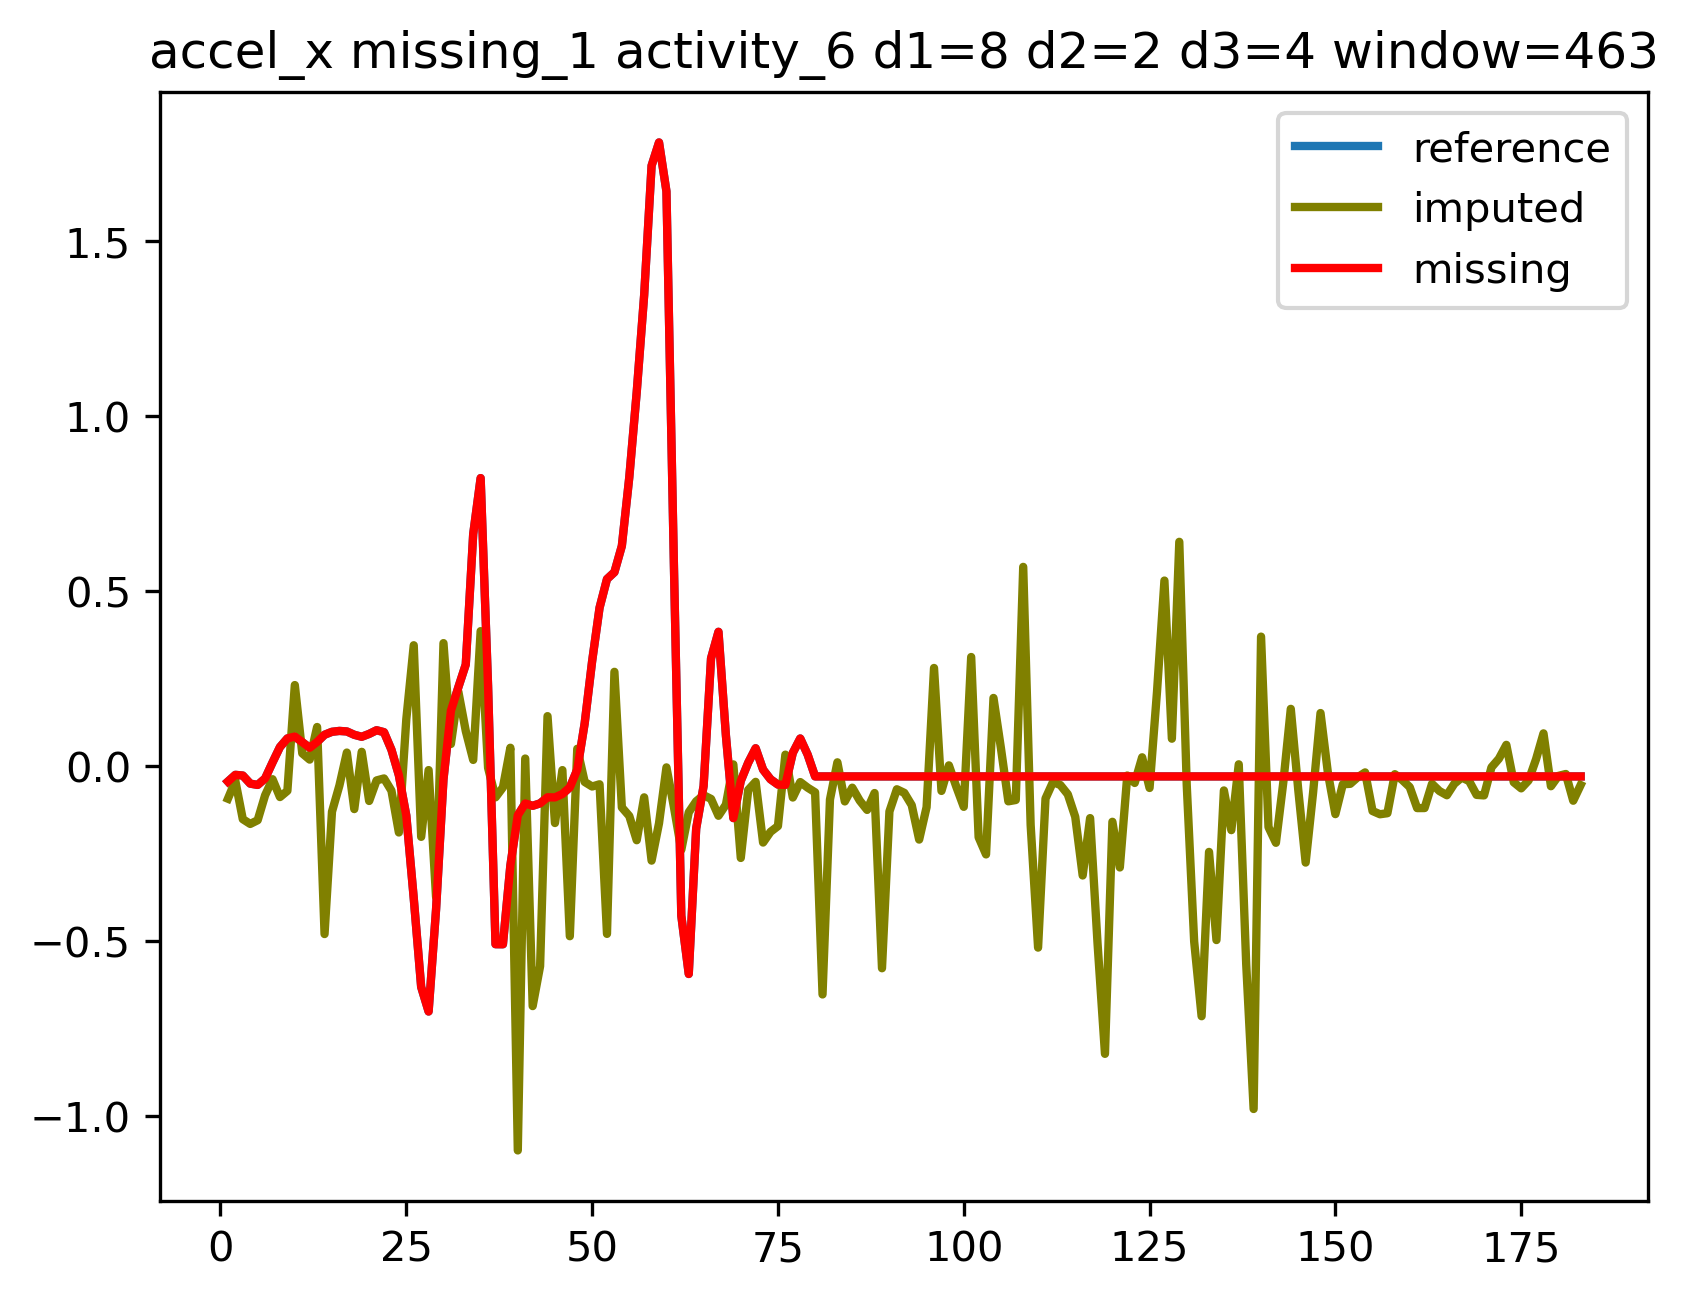 accel_x missing_1 activity_6 d1=8 d2=2 d3=4 window=463
reference
imputed
missing
1.5
1.0
0.5
0.0
−0.5
−1.0
0 25 50 75 100 125 150 175